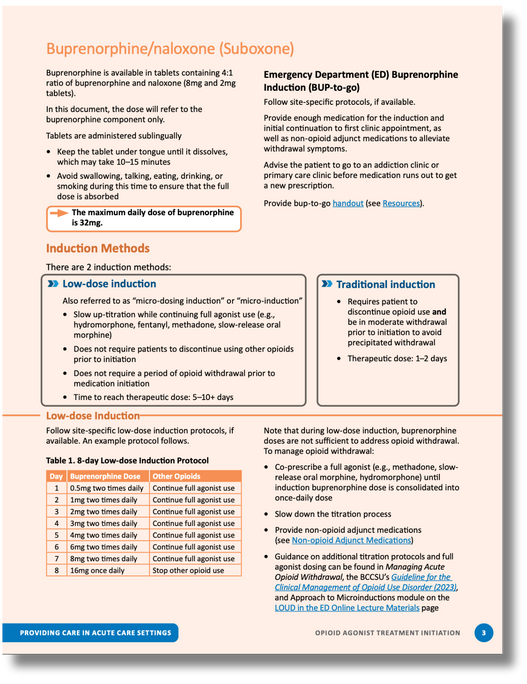 Buprenorphine/naloxone (Suboxone)
Buprenorphine is available in tablets containing 4:1
ratio of buprenorphine and naloxone (8mg and 2mg
tablets).
In this document, the dose will refer to the
buprenorphine component only.
Tablets are administered sublingually
• Keep the tablet under tongue until it dissolves,
which may take 10–15 minutes
• Avoid swallowing, talking, eating, drinking, or
smoking during this time to ensure that the full
dose is absorbed
The maximum daily dose of buprenorphine
is 32mg.
Emergency Department (ED) Buprenorphine
Induction (BUP-to-go)
Follow site-specific protocols, if available.
Provide enough medication for the induction and
initial continuation to first clinic appointment, as
well as non-opioid adjunct medications to alleviate
withdrawal symptoms.
Advise the patient to go to an addiction clinic or
primary care clinic before medication runs out to get
a new prescription.
Provide bup-to-go handout (see Resources).
Induction Methods
There are 2 induction methods:
Low-dose induction
Also referred to as “micro-dosing induction” or “micro-induction”
• Slow up-titration while continuing full agonist use (e.g.,
hydromorphone, fentanyl, methadone, slow-release oral
morphine)
• Does not require patients to discontinue using other opioids
prior to initiation
• Does not require a period of opioid withdrawal prior to
medication initiation
• Time to reach therapeutic dose: 5–10+ days
Traditional induction
• Requires patient to
discontinue opioid use and
be in moderate withdrawal
prior to initiation to avoid
precipitated withdrawal
• Therapeutic dose: 1–2 days
Low-dose Induction
Follow site-specific low-dose induction protocols, if
available. An example protocol follows.
Table 1. 8-day Low-dose Induction Protocol
Day Buprenorphine Dose Other Opioids
1 0.5mg two times daily Continue full agonist use
2 1mg two times daily Continue full agonist use
3 2mg two times daily Continue full agonist use
4 3mg two times daily Continue full agonist use
5 4mg two times daily Continue full agonist use
6 6mg two times daily Continue full agonist use
7 8mg two times daily Continue full agonist use
8 16mg once daily Stop other opioid use
Note that during low-dose induction, buprenorphine
doses are not sufficient to address opioid withdrawal.
To manage opioid withdrawal:
• Co-prescribe a full agonist (e.g., methadone, slow-
release oral morphine, hydromorphone) until
induction buprenorphine dose is consolidated into
once-daily dose
• Slow down the titration process
• Provide non-opioid adjunct medications
(see Non-opioid Adjunct Medications)
• Guidance on additional titration protocols and full
agonist dosing can be found in Managing Acute
Opioid Withdrawal, the BCCSU’s Guideline for the
Clinical Management of Opioid Use Disorder (2023),
and Approach to Microinductions module on the
LOUD in the ED Online Lecture Materials page
PROVIDING CARE IN ACUTE CARE SETTINGS
OPIOID AGONIST TREATMENT INITIATION
3